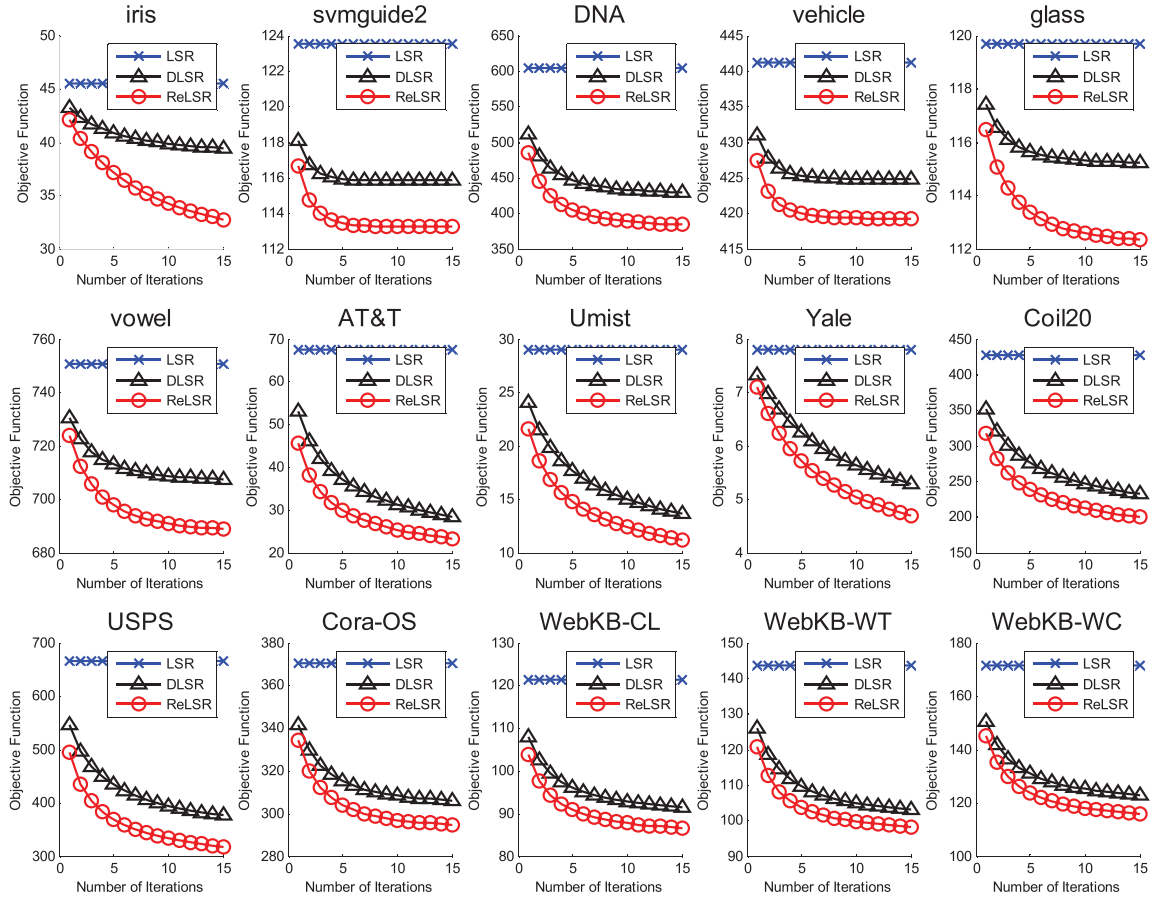 iris
svmguide2
DNA
vehicle
glass
50
45
40
35
30
Objective Function
0
5
10
15
Number of Iterations
LSR
DLSR
ReLSR
124
122
120
118
116
114
112
Objective Function
0
5
10
15
Number of Iterations
LSR
DLSR
ReLSR
650
600
550
500
450
400
350
Objective Function
0
5
10
15
Number of Iterations
LSR
DLSR
ReLSR
445
440
435
430
425
420
415
Objective Function
0
5
10
15
Number of Iterations
LSR
DLSR
ReLSR
120
118
116
114
112
Objective Function
0
5
10
15
Number of Iterations
LSR
DLSR
ReLSR
vowel
AT&T
Umist
Yale
Coil20
760
740
720
700
680
Objective Function
0
5
10
15
Number of Iterations
LSR
DLSR
ReLSR
70
60
50
40
30
20
Objective Function
0
5
10
15
Number of Iterations
LSR
DLSR
ReLSR
30
25
20
15
10
Objective Function
0
5
10
15
Number of Iterations
LSR
DLSR
ReLSR
8
7
6
5
4
Objective Function
0
5
10
15
Number of Iterations
LSR
DLSR
ReLSR
450
400
350
300
250
200
150
Objective Function
0
5
10
15
Number of Iterations
LSR
DLSR
ReLSR
USPS
Cora-OS
WebKB-CL
WebKB-WT
WebKB-WC
700
600
500
400
300
Objective Function
0
5
10
15
Number of Iterations
LSR
DLSR
ReLSR
380
360
340
320
300
280
Objective Function
0
5
10
15
Number of Iterations
LSR
DLSR
ReLSR
130
120
110
100
90
80
Objective Function
0
5
10
15
Number of Iterations
LSR
DLSR
ReLSR
150
140
130
120
110
100
90
Objective Function
0
5
10
15
Number of Iterations
LSR
DLSR
ReLSR
180
160
140
120
100
Objective Function
0
5
10
15
Number of Iterations
LSR
DLSR
ReLSR